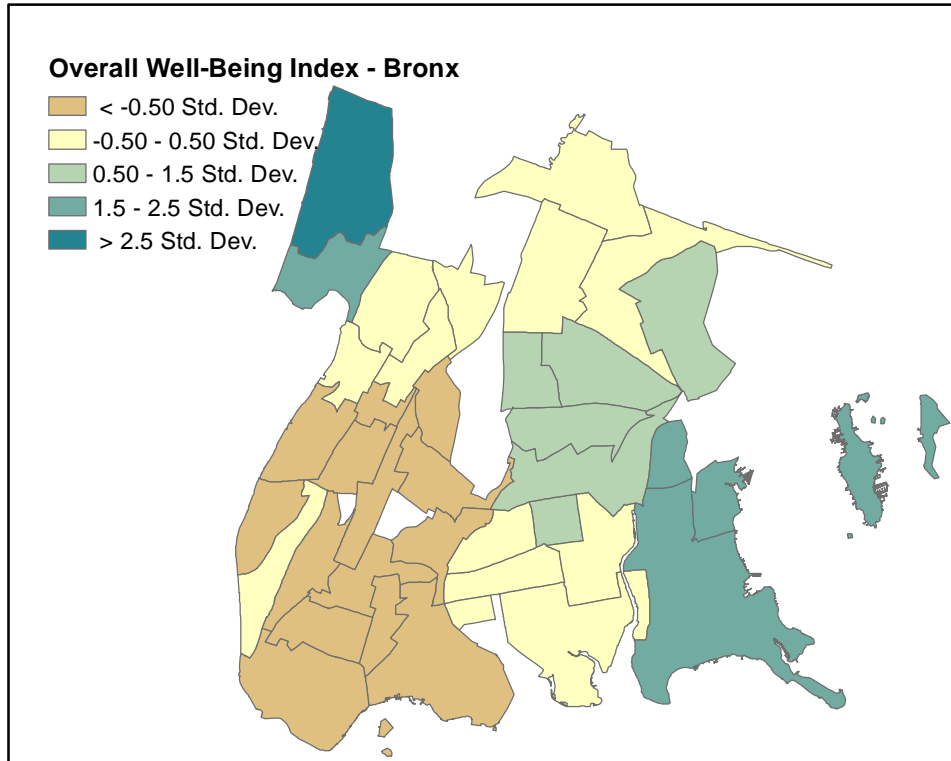 Overall Well-Being Index - Bronx
< -0.50 Std. Dev.
-0.50 - 0.50 Std. Dev.
0.50 - 1.5 Std. Dev.
1.5 - 2.5 Std. Dev.
> 2.5 Std. Dev.